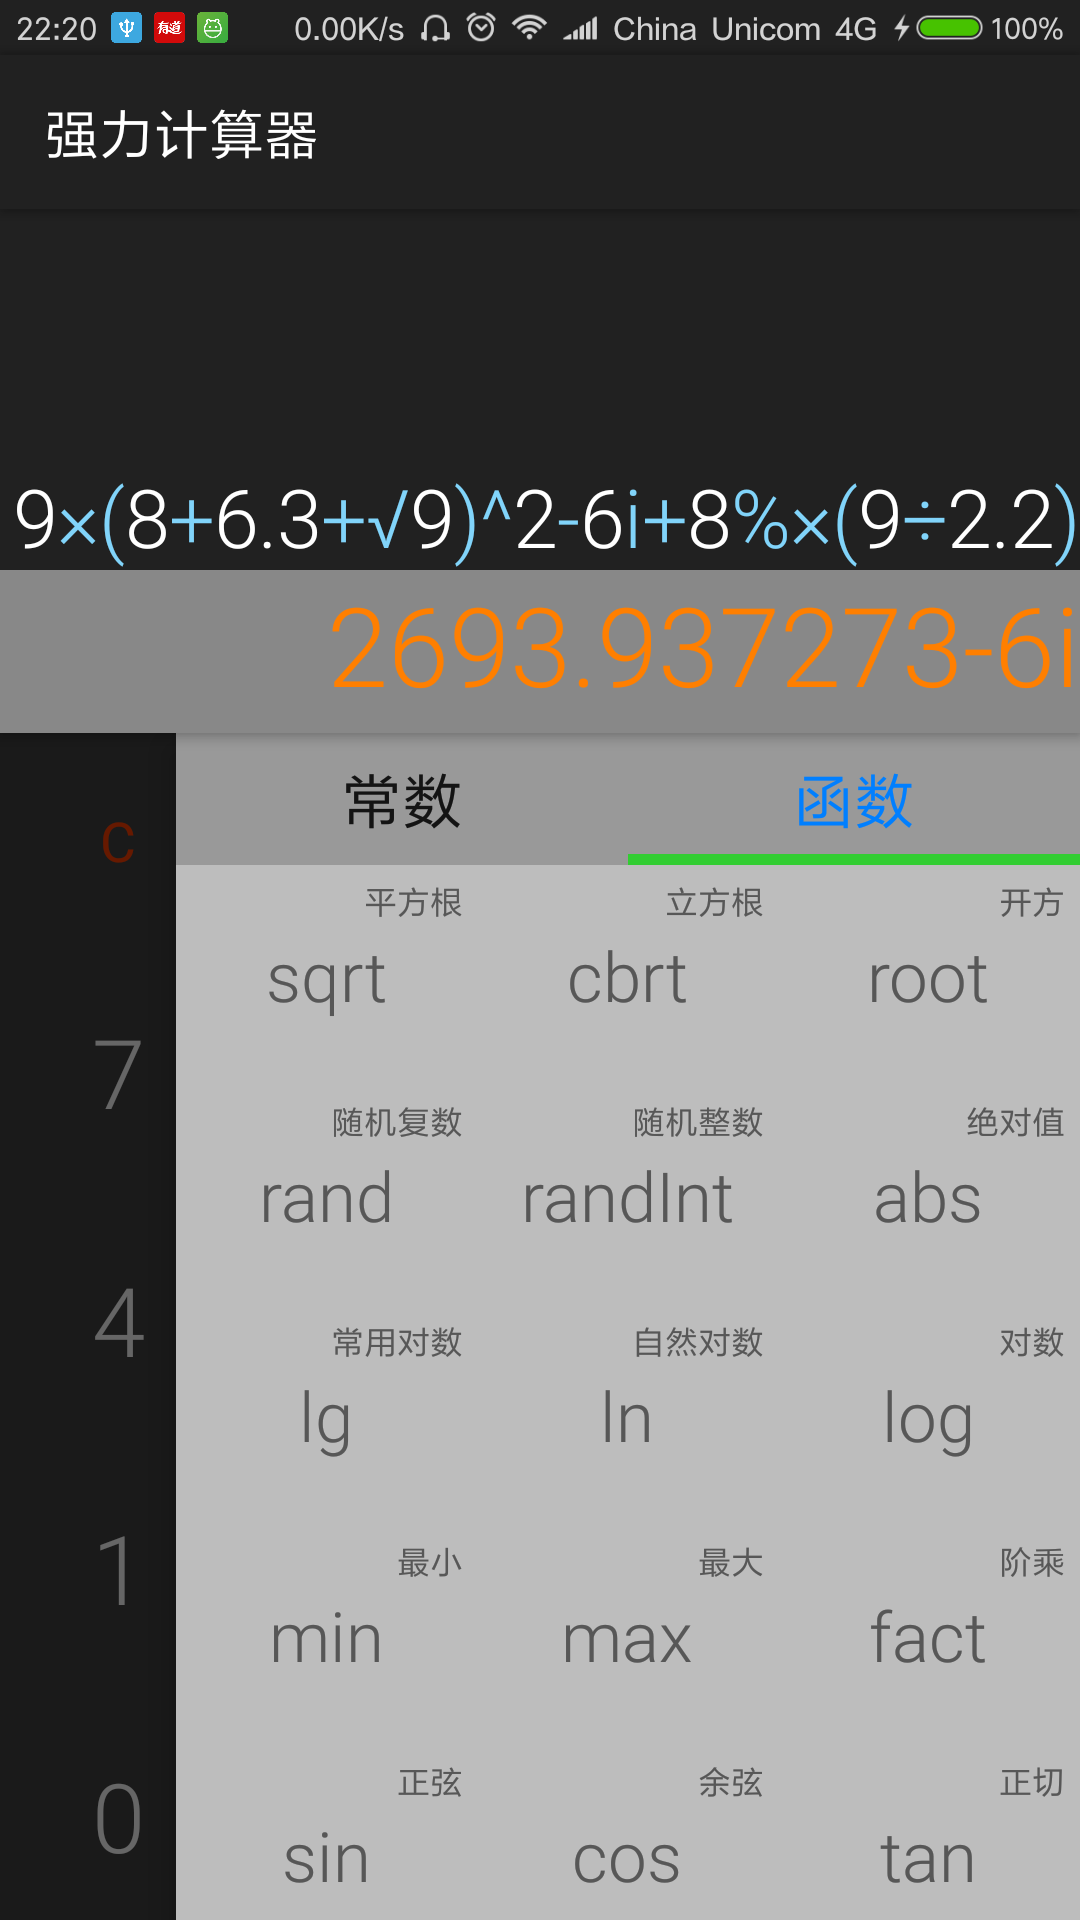 22:20 有道 0.00K/s China Unicom 4G 100%
强力计算器
9×(8+6.3+√9)^2-6i+8%×(9÷2.2)
2693.937273-6i
常数 函数
C
平方根 立方根 开方
sqrt cbrt root
7
随机复数 随机整数 绝对值
rand randInt abs
4
常用对数 自然对数 对数
lg ln log
1
最小 最大 阶乘
min max fact
正弦 余弦 正切
0
sin cos tan